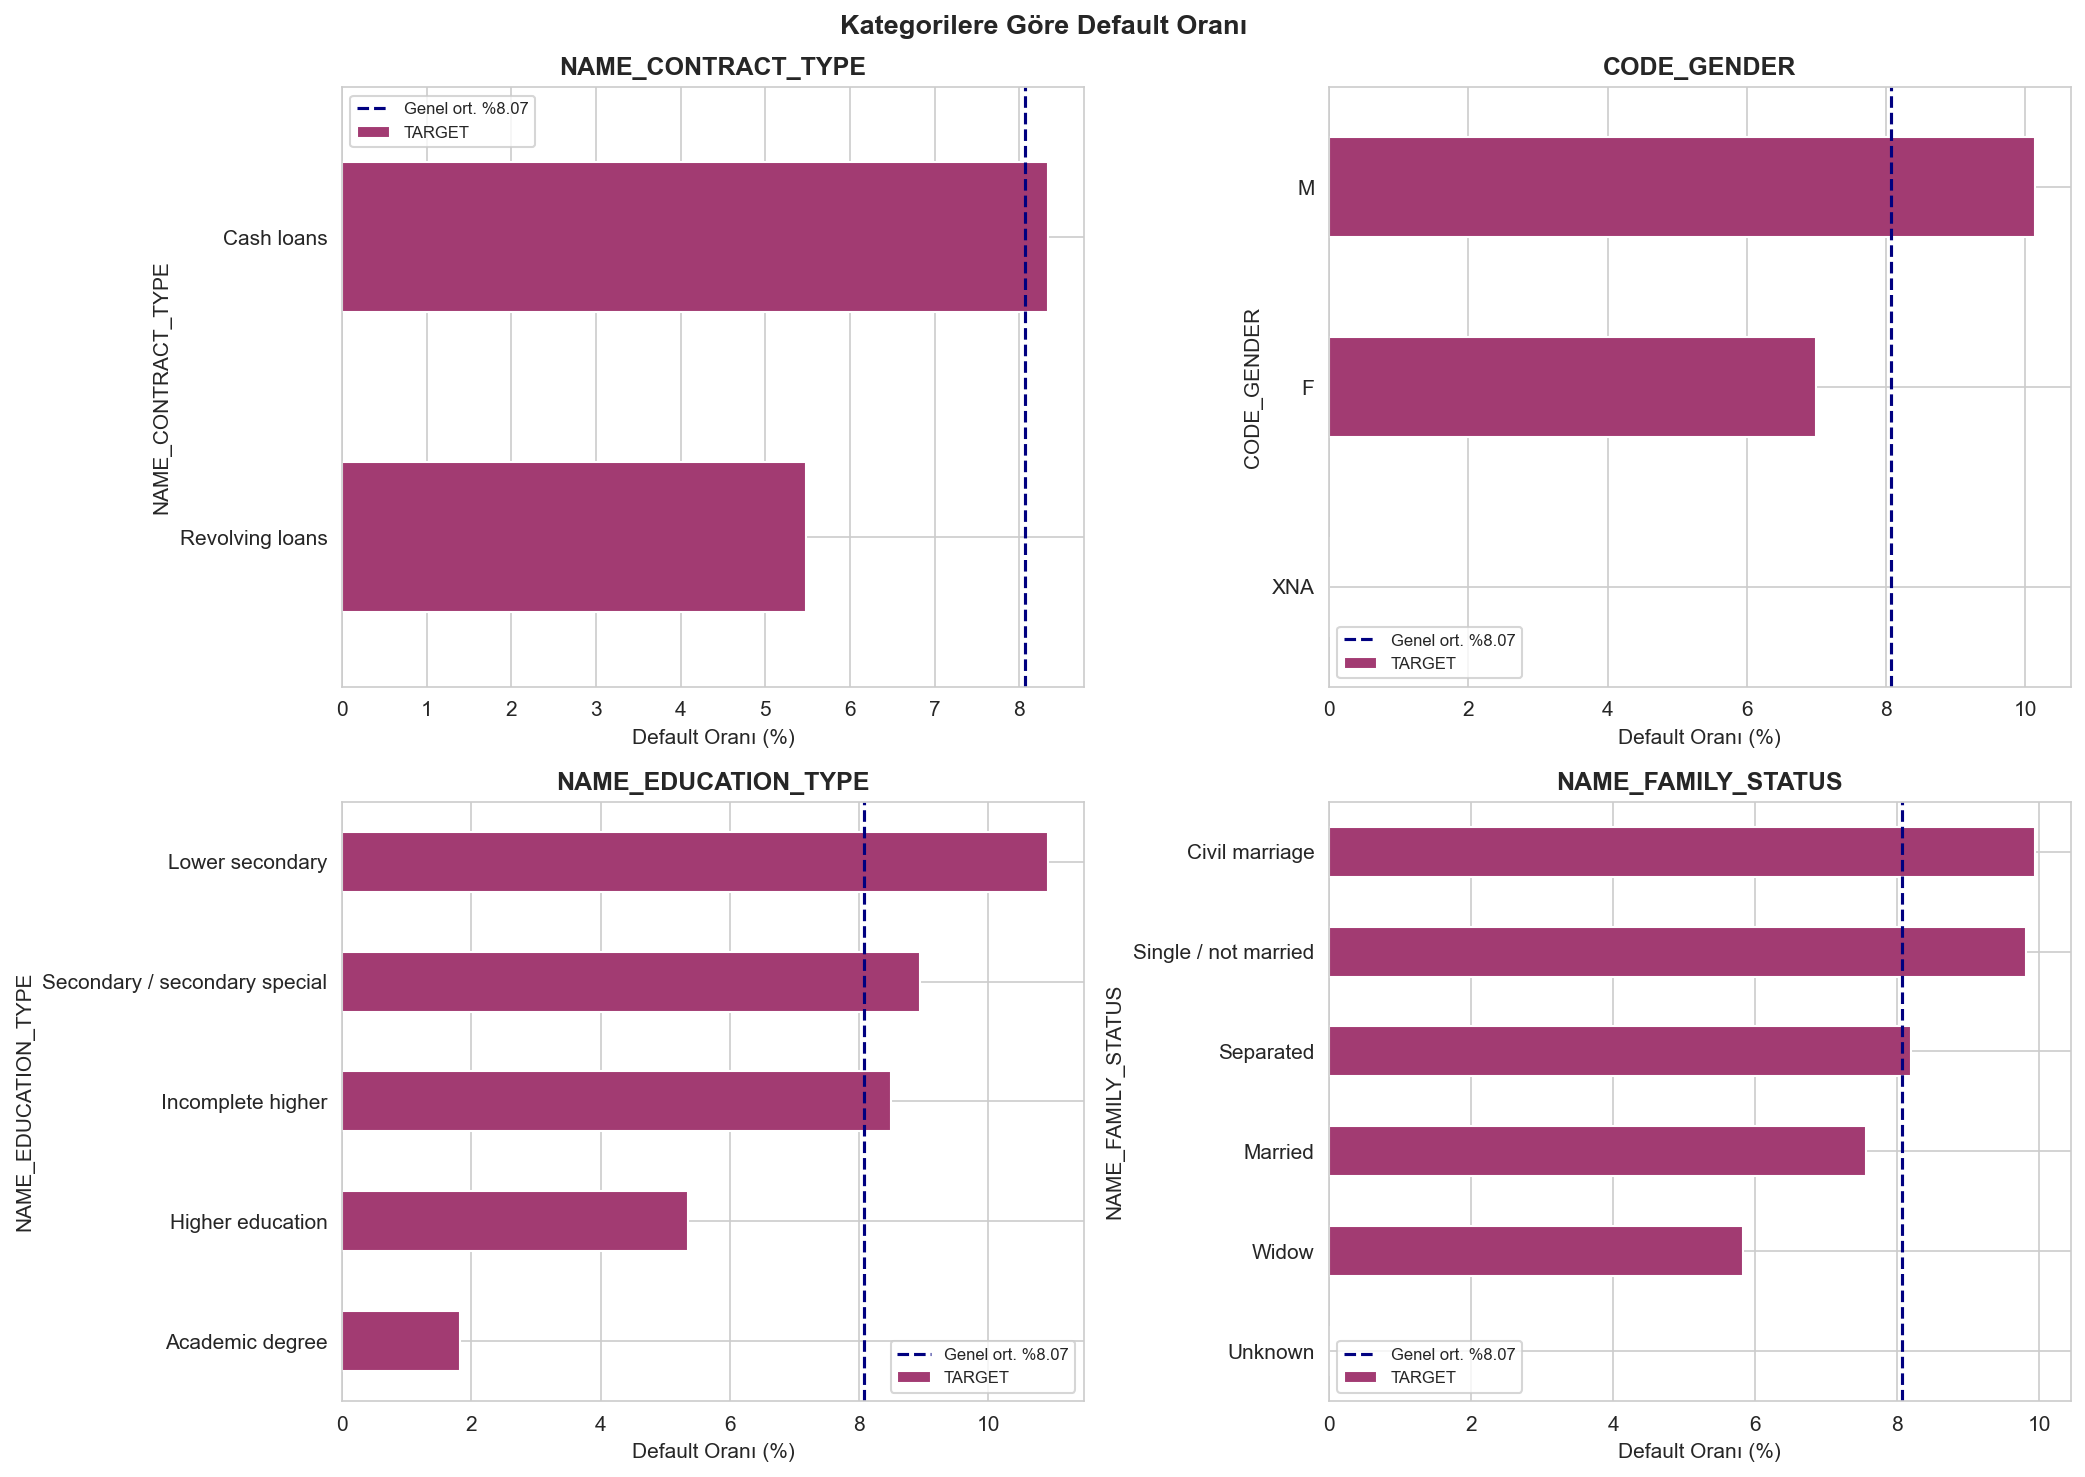 Kategorilere Göre Default Oranı
NAME_CONTRACT_TYPE
Genel ort. %8.07
TARGET
NAME_CONTRACT_TYPE
Cash loans
Revolving loans
0 1 2 3 4 5 6 7 8
Default Oranı (%)
CODE_GENDER
CODE_GENDER
M
F
XNA
Genel ort. %8.07
TARGET
0 2 4 6 8 10
Default Oranı (%)
NAME_EDUCATION_TYPE
NAME_EDUCATION_TYPE
Lower secondary
Secondary / secondary special
Incomplete higher
Higher education
Academic degree
Genel ort. %8.07
TARGET
0 2 4 6 8 10
Default Oranı (%)
NAME_FAMILY_STATUS
NAME_FAMILY_STATUS
Civil marriage
Single / not married
Separated
Married
Widow
Unknown
Genel ort. %8.07
TARGET
0 2 4 6 8 10
Default Oranı (%)